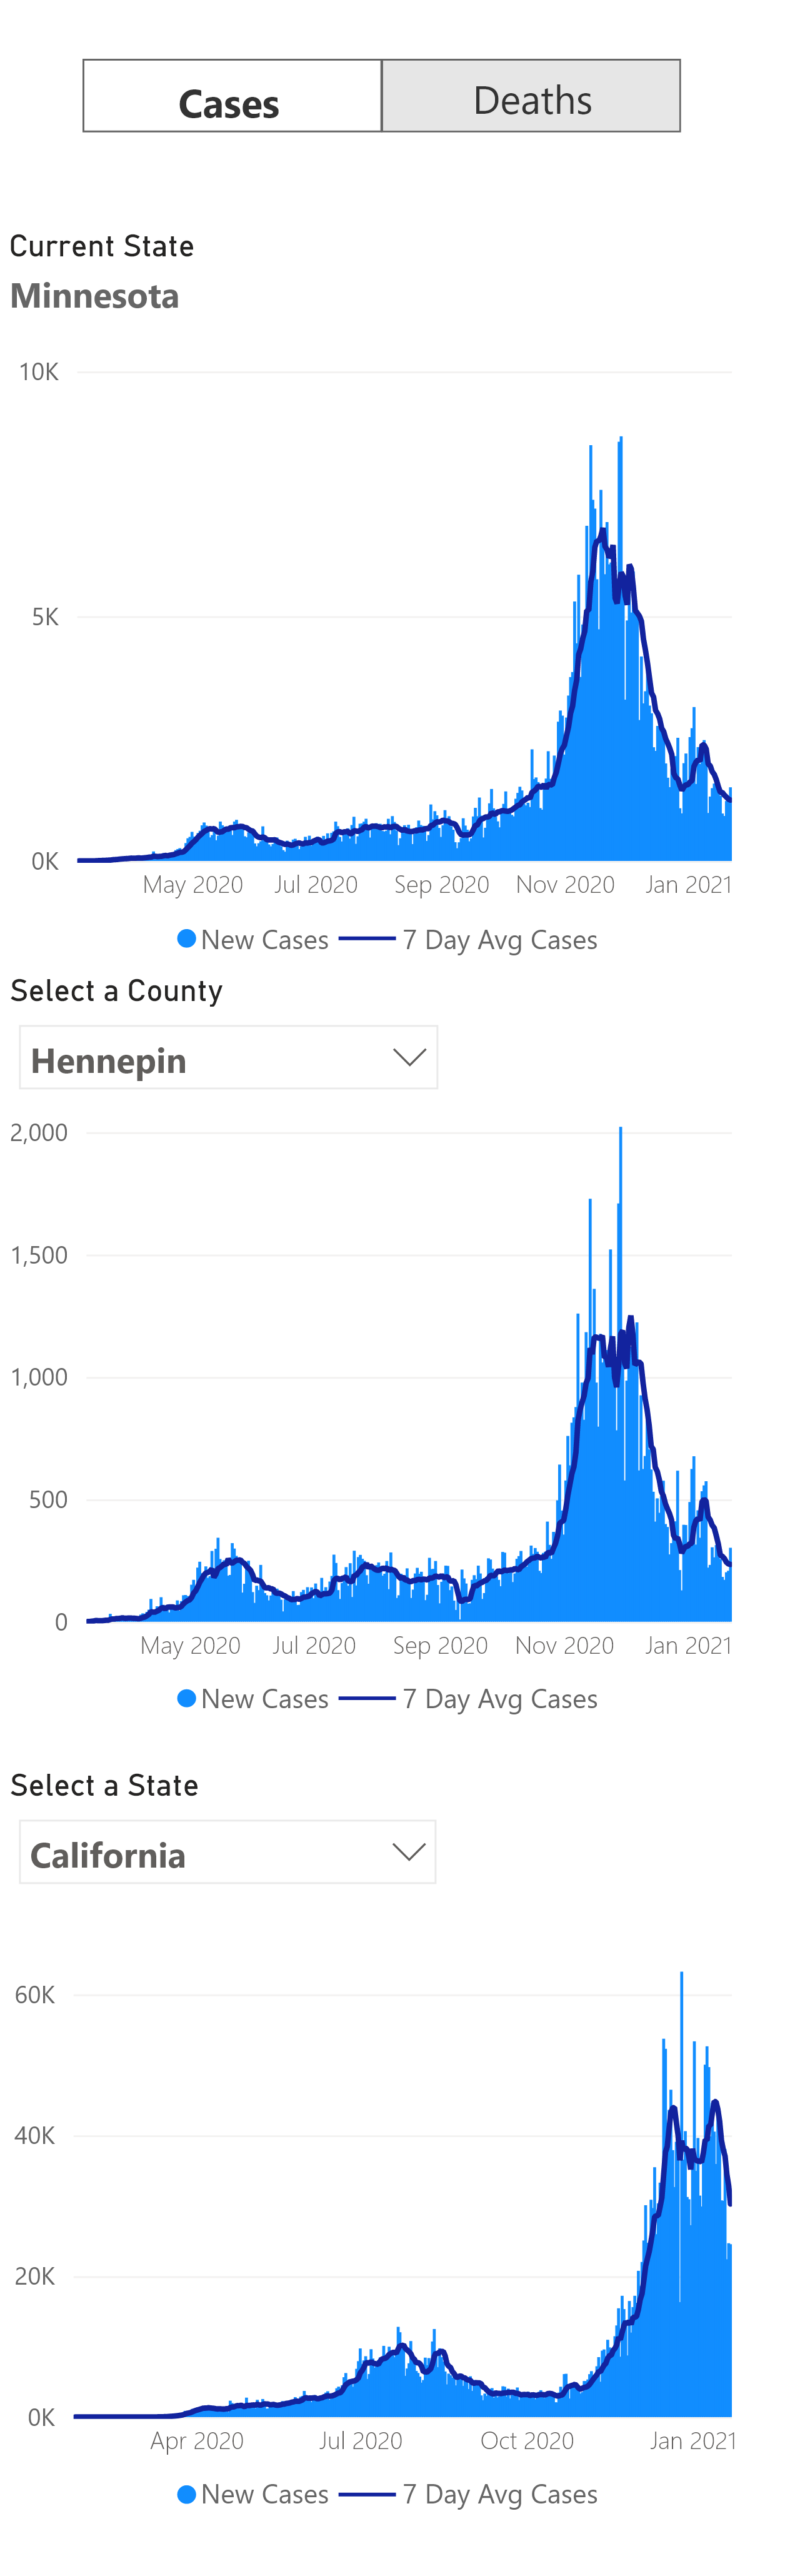 Cases Deaths
Current State
Minnesota
10K
5K
0K
May 2020 Jul 2020 Sep 2020 Nov 2020 Jan 2021
New Cases 7 Day Avg Cases
Select a County
Hennepin
2,000
1,500
1,000
500
0
May 2020 Jul 2020 Sep 2020 Nov 2020 Jan 2021
New Cases 7 Day Avg Cases
Select a State
California
60K
40K
20K
0K
Apr 2020 Jul 2020 Oct 2020 Jan 2021
New Cases 7 Day Avg Cases